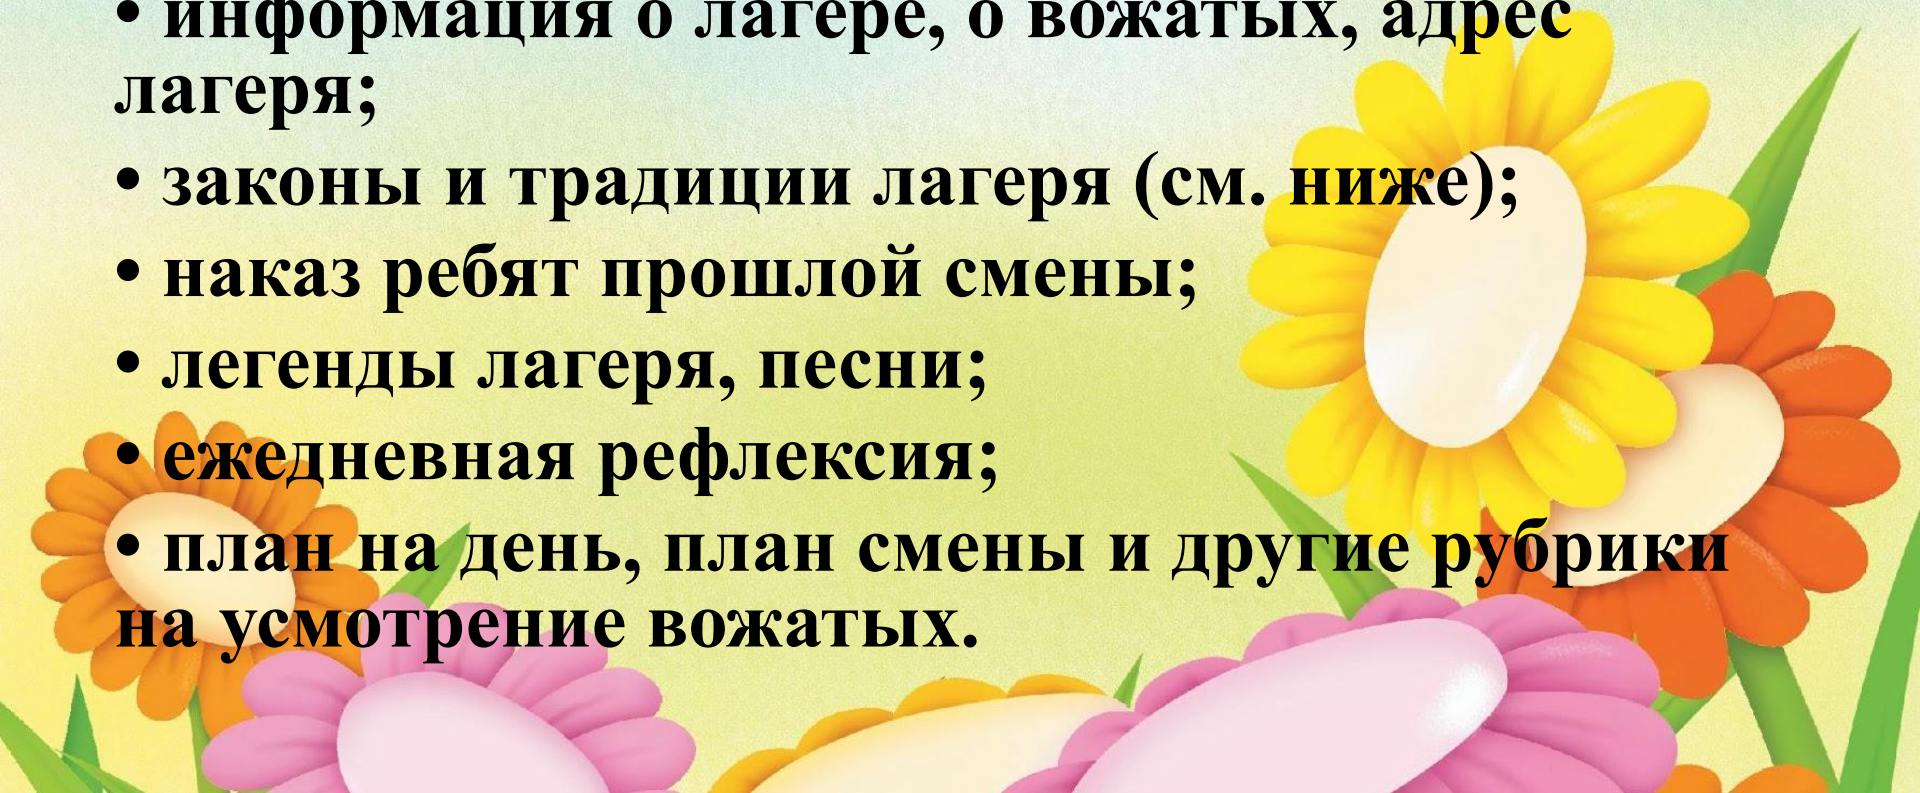 • информация о лагере, о вожатых, адрес
лагеря;
• законы и традиции лагеря (см. ниже);
• наказ ребят прошлой смены;
• легенды лагеря, песни;
• ежедневная рефлексия;
• план на день, план смены и другие рубрики
на усмотрение вожатых.